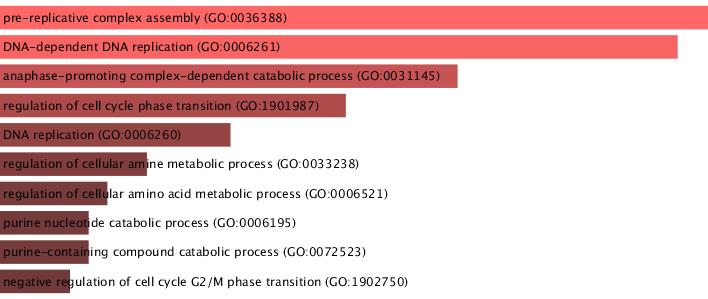 pre-replicative complex assembly (GO:0036388)
DNA-dependent DNA replication (GO:0006261)
anaphase-promoting complex-dependent catabolic process (GO:0031145)
regulation of cell cycle phase transition (GO:1901987)
DNA replication (GO:0006260)
regulation of cellular amine metabolic process (GO:0033238)
regulation of cellular amino acid metabolic process (GO:0006521)
purine nucleotide catabolic process (GO:0006195)
purine-containing compound catabolic process (GO:0072523)
negative regulation of cell cycle G2/M phase transition (GO:1902750)